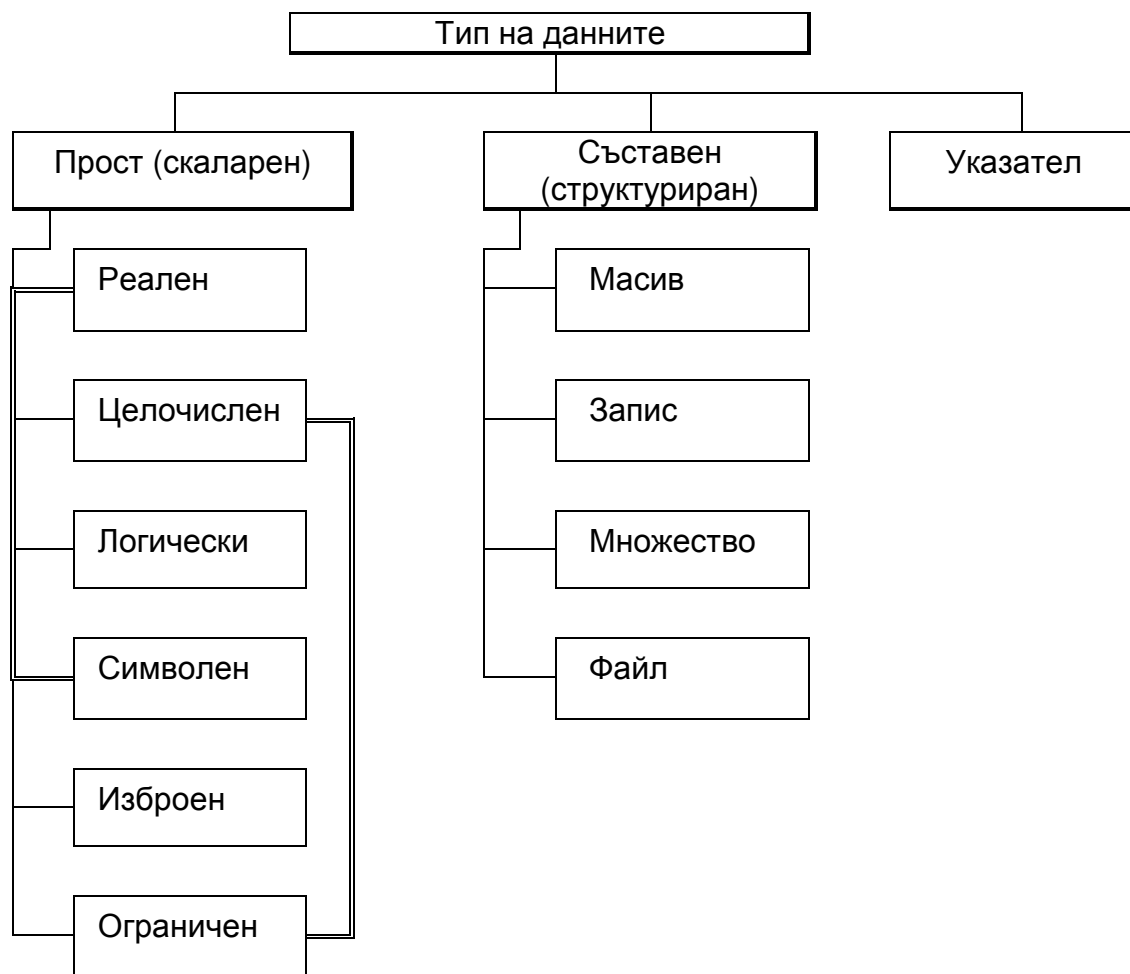 Тип на данните
Прост (скаларен)
Съставен
(структуриран)
Указател
Реален
Целочислен
Логически
Символен
Изброен
Ограничен
Масив
Запис
Множество
Файл